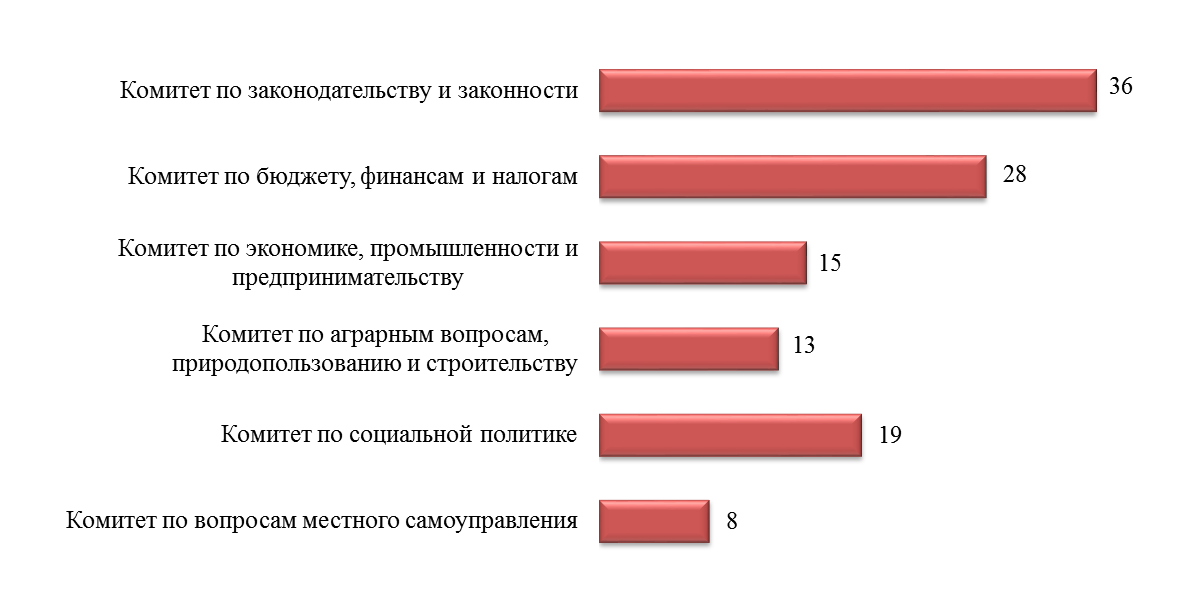 Комитет по законодательству и законности 36
Комитет по бюджету, финансам и налогам 28
Комитет по экономике, промышленности и
предпринимательству
15
Комитет по аграрным вопросам,
природопользованию и строительству
13
Комитет по социальной политике 19
Комитет по вопросам местного самоуправления 8